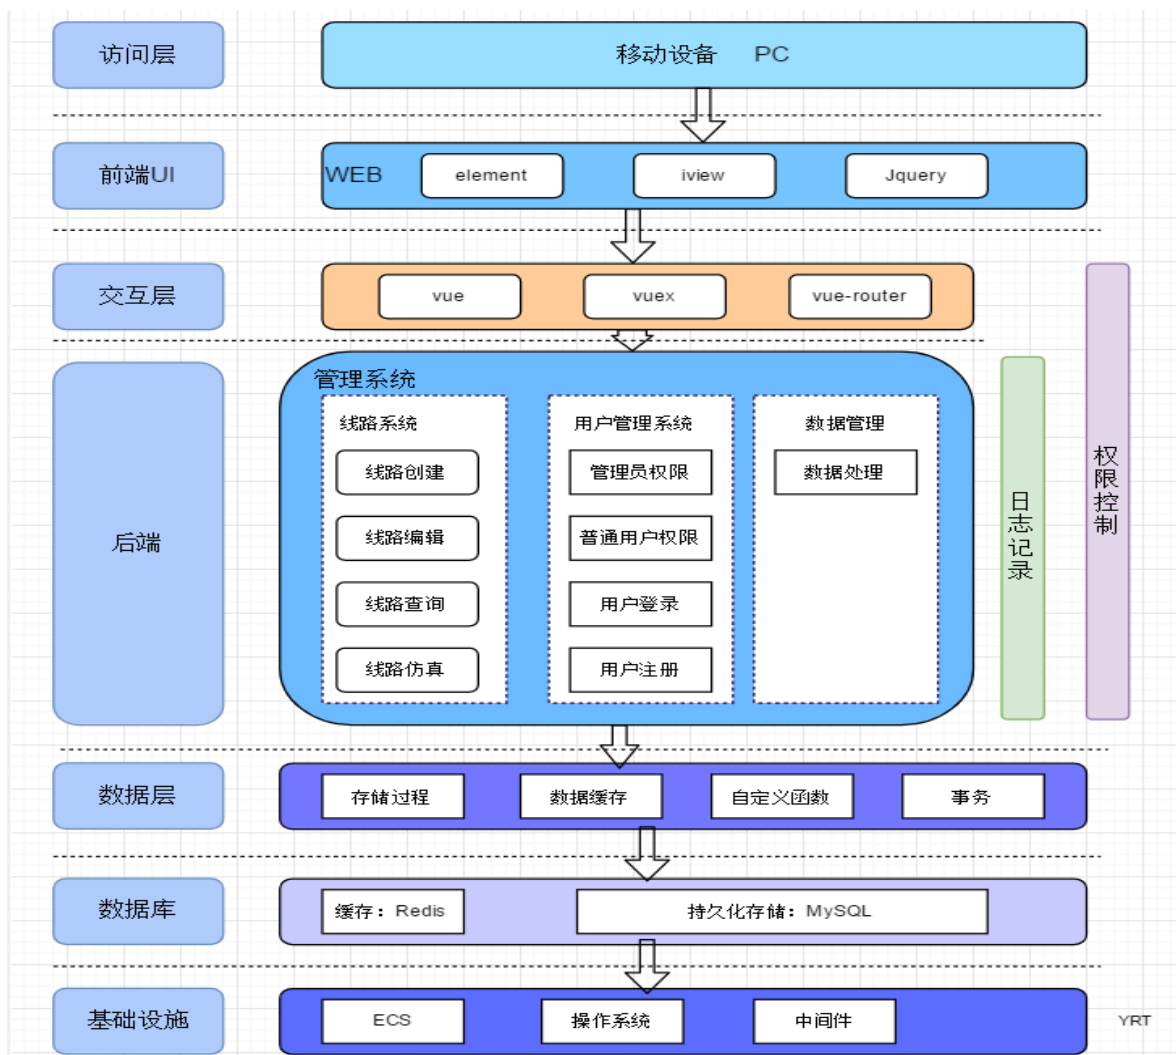 访问层
移动设备 PC
前端UI
WEB
element
iview
Jquery
交互层
vue
vuex
vue-router
后端
管理系统
线路系统
线路创建
线路编辑
线路查询
线路仿真
用户管理系统
管理员权限
普通用户权限
用户登录
用户注册
数据管理
数据处理
日志记录
权限控制
数据层
存储过程
数据缓存
自定义函数
事务
数据库
缓存：Redis
持久化存储：MySQL
基础设施
ECS
操作系统
中间件
YRT